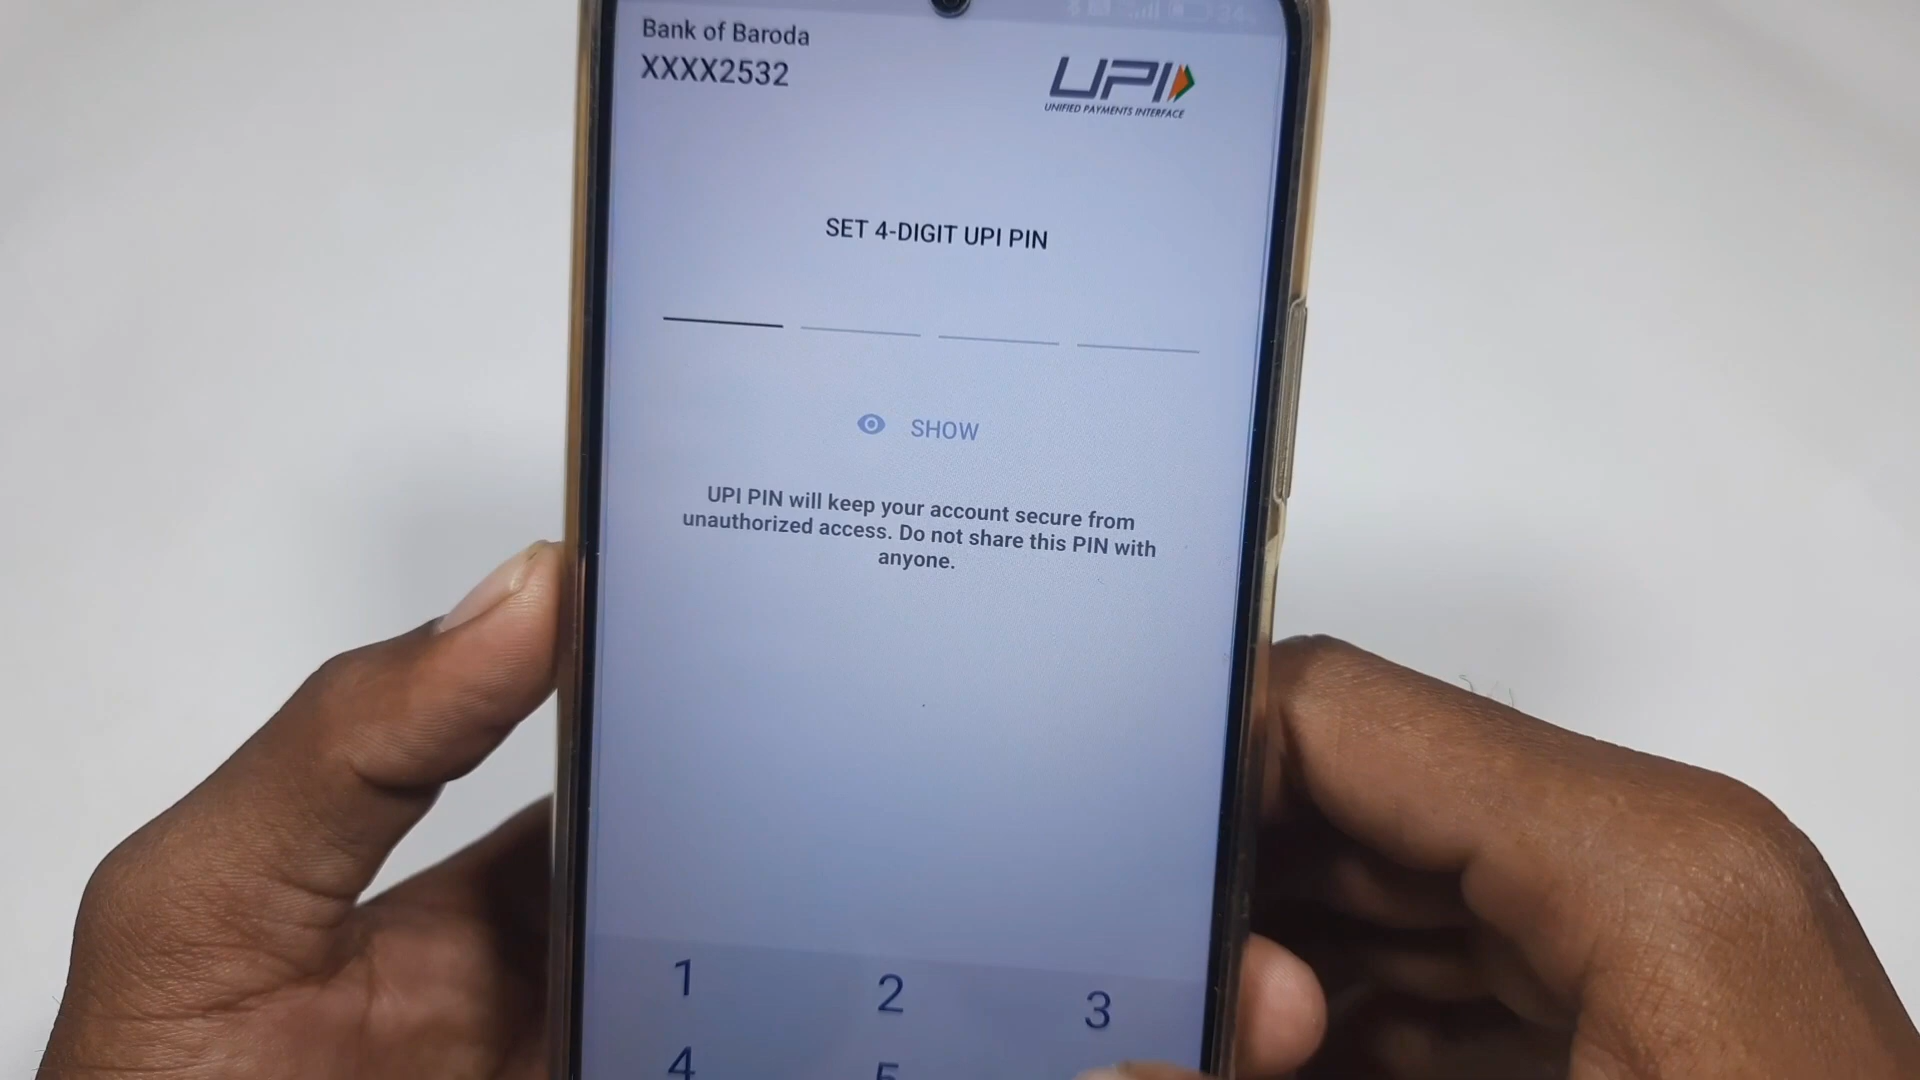 Bank of Baroda
XXXX2532
UPI
UNIFIED PAYMENTS INTERFACE
SET 4-DIGIT UPI PIN
SHOW
UPI PIN will keep your account secure from
unauthorized access. Do not share this PIN with
anyone.
1 2 3
4 5